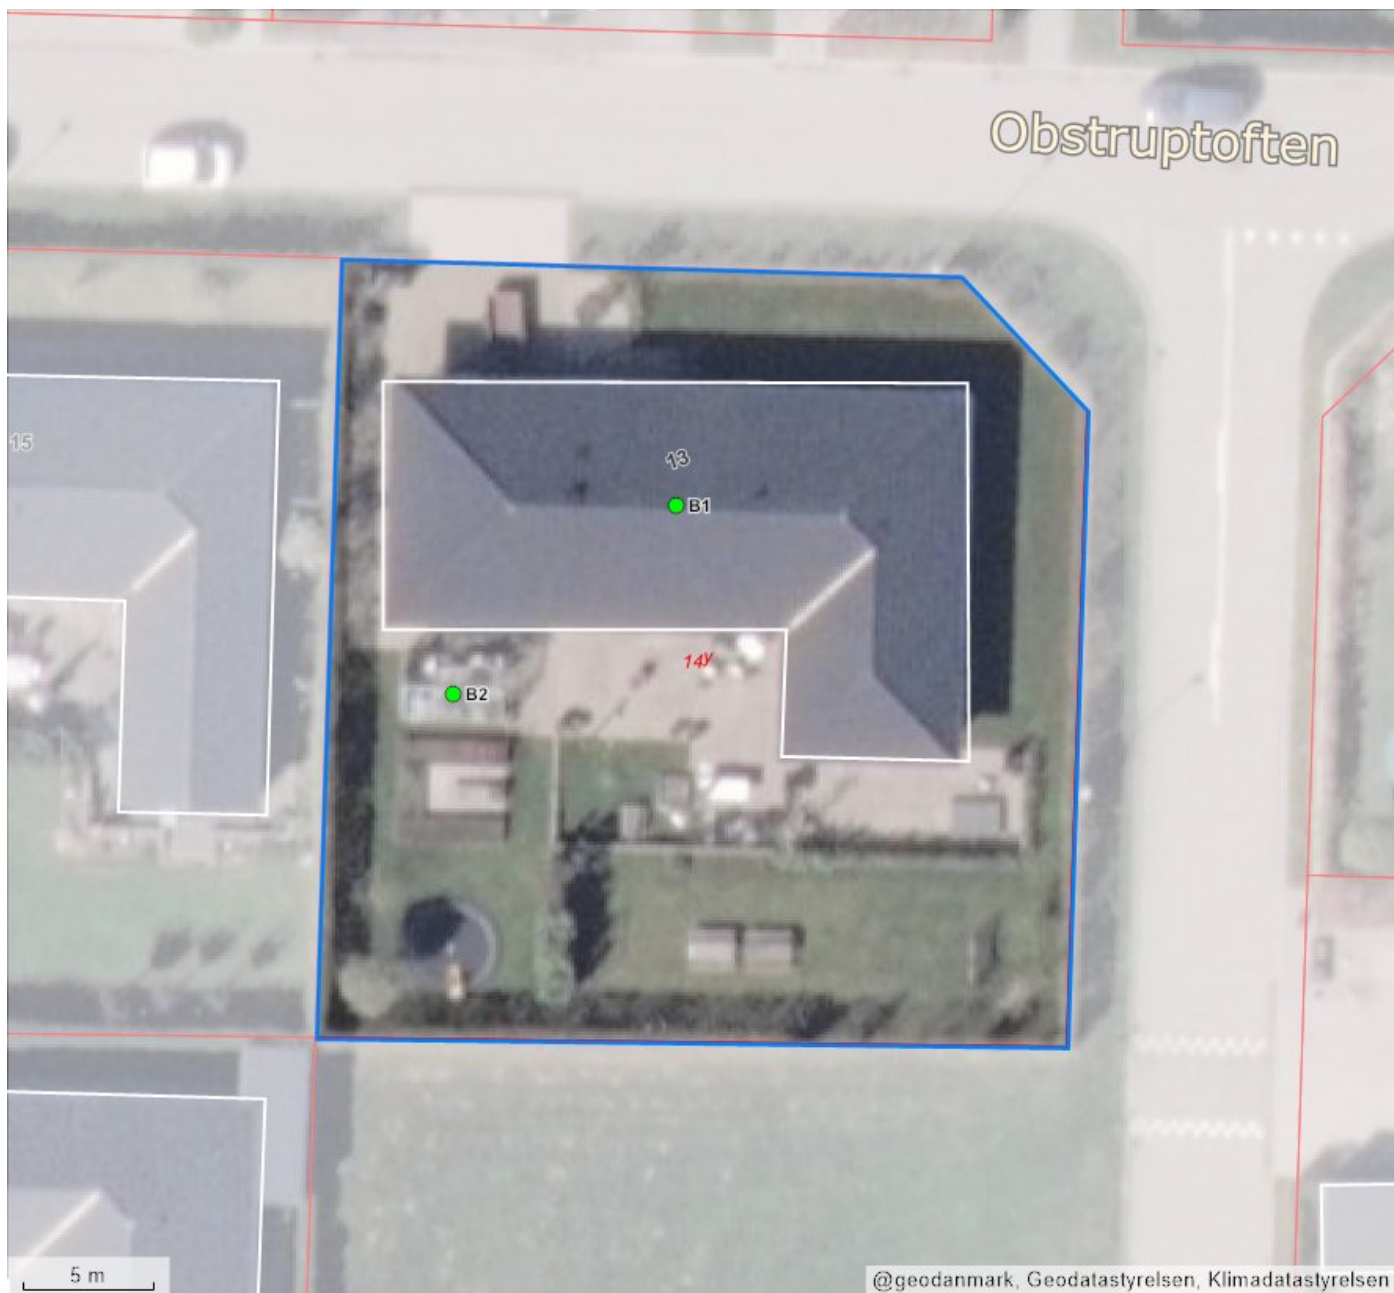 Obstruptoften
15
13
B1
14y
B2
5 m
@geodanmark, Geodatastyrelsen, Klimadatastyrelsen